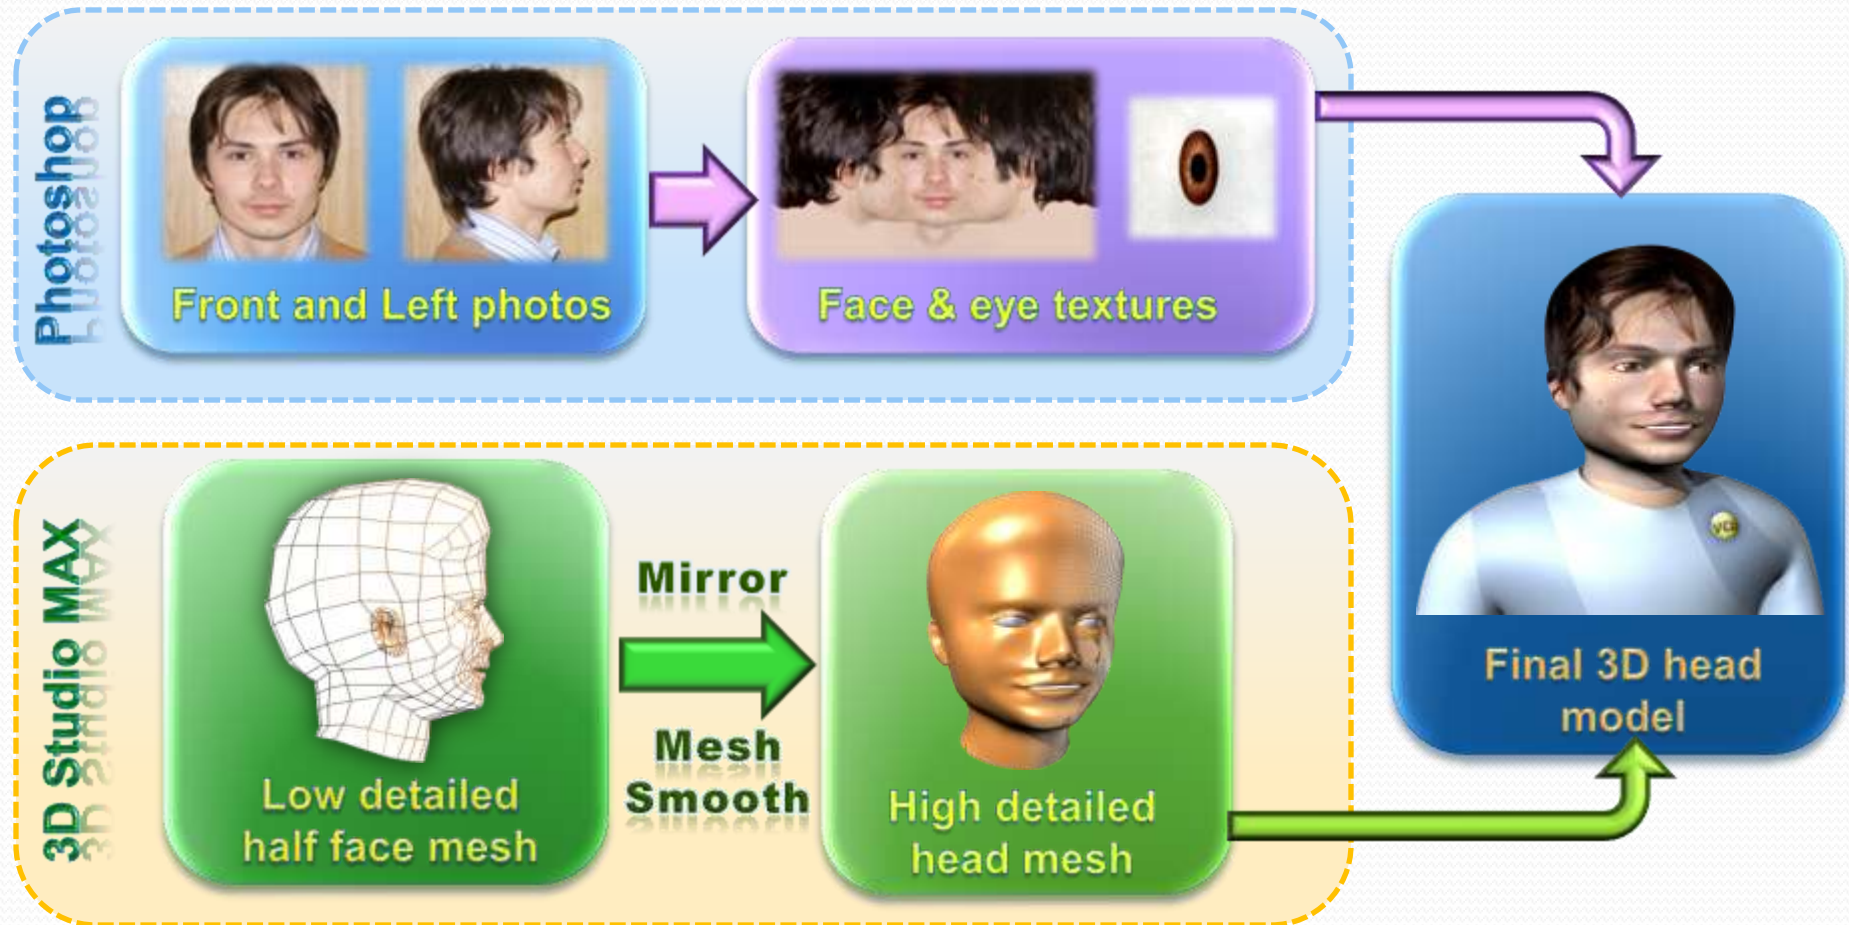 Photoshop
Front and Left photos
Face & eye textures
3D Studio MAX
Low detailed
half face mesh
Mirror
Mesh
Smooth
High detailed
head mesh
Final 3D head
model